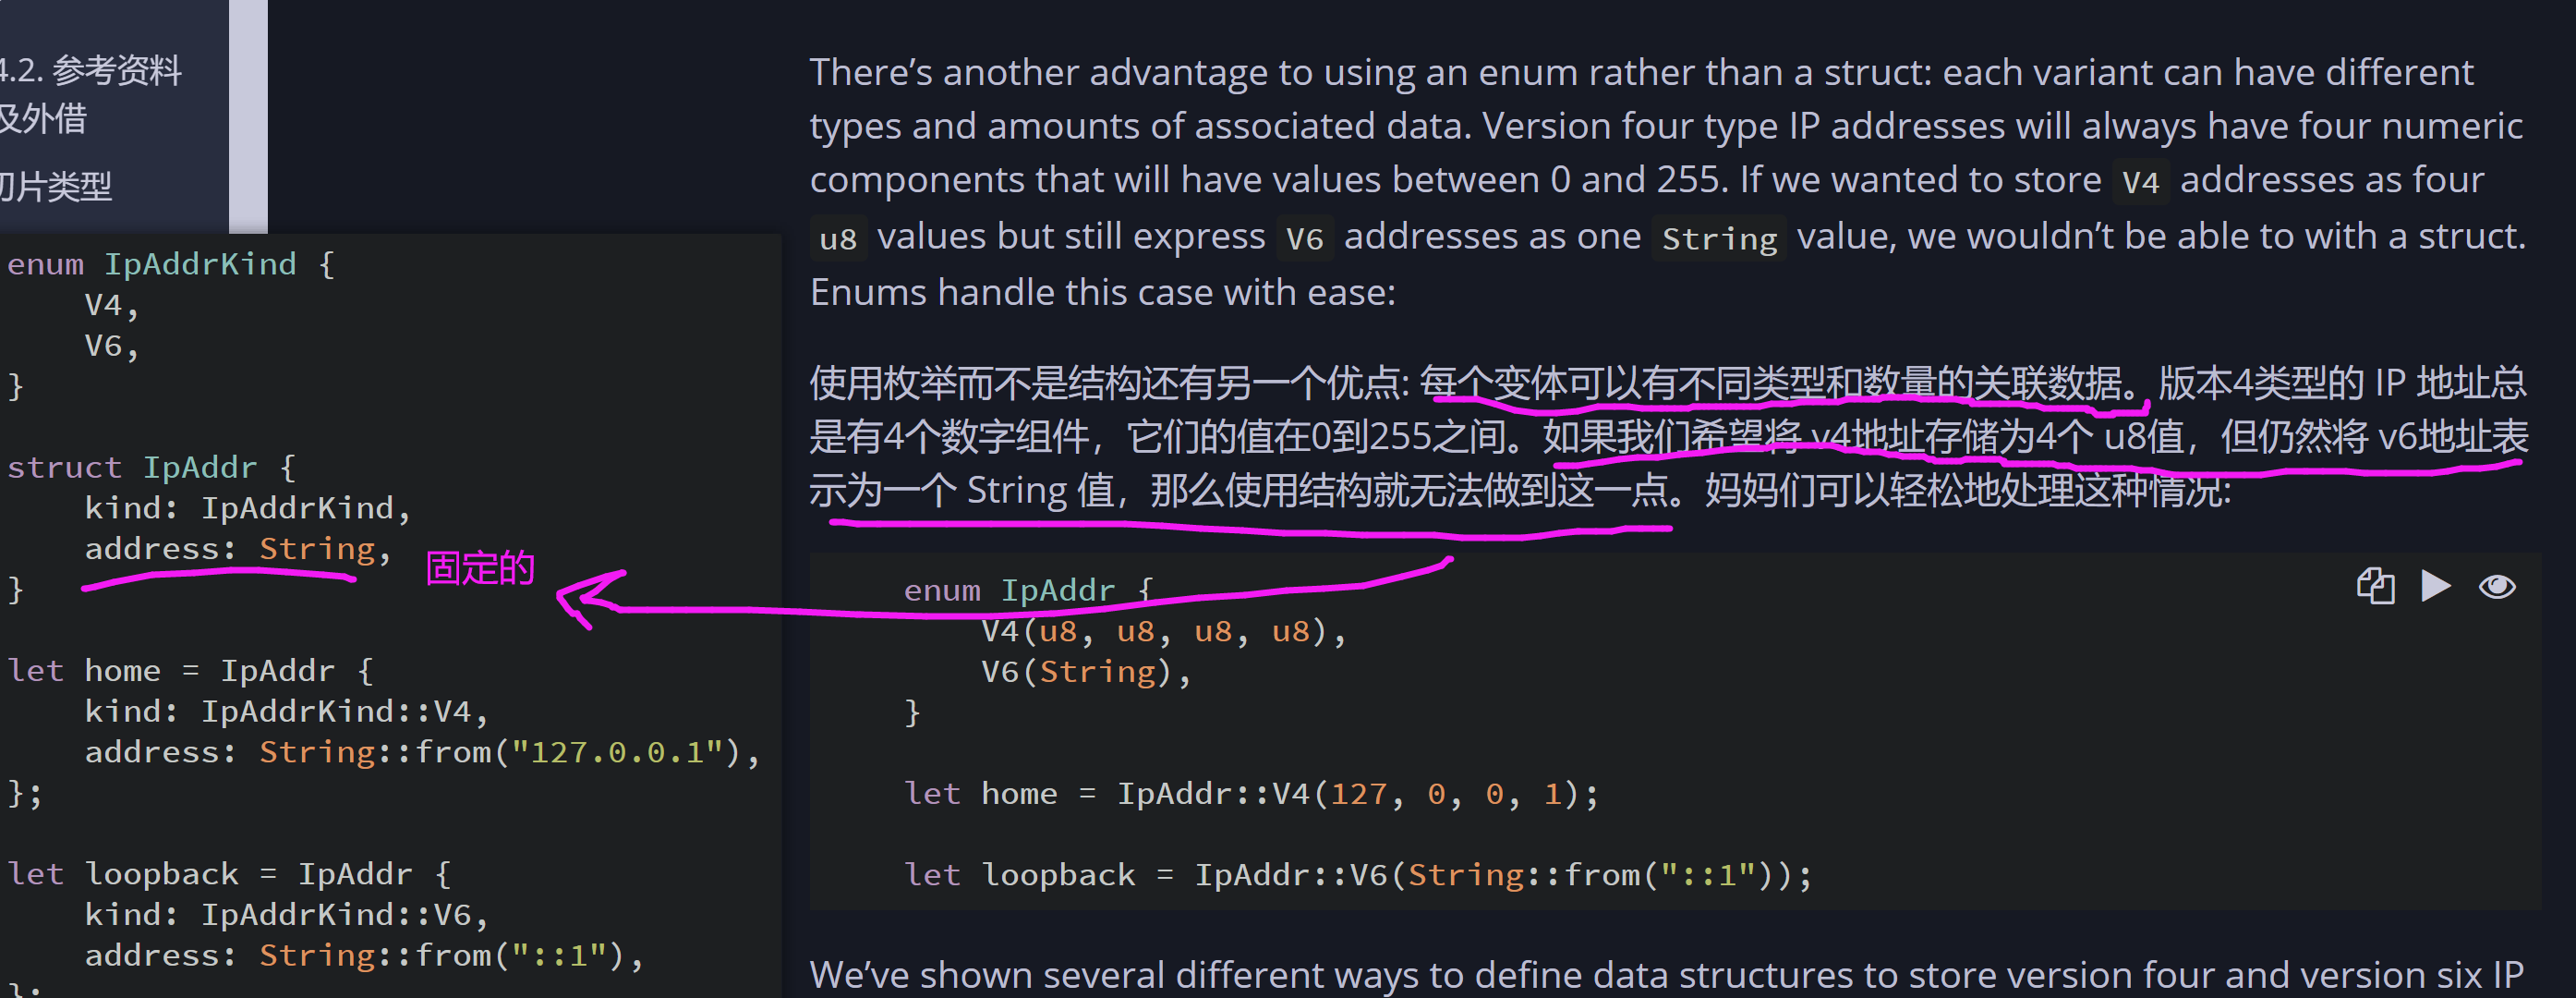 4.2. 参考资料
及外借
切片类型
enum IpAddrKind {
V4,
V6,
}
struct IpAddr {
kind: IpAddrKind,
address: String,
固定的
}
let home = IpAddr {
kind: IpAddrKind::V4,
address: String::from("127.0.0.1"),
};
let loopback = IpAddr {
kind: IpAddrKind::V6,
address: String::from("::1"),
};
There’s another advantage to using an enum rather than a struct: each variant can have different
types and amounts of associated data. Version four type IP addresses will always have four numeric
components that will have values between 0 and 255. If we wanted to store V4 addresses as four
u8 values but still express V6 addresses as one String value, we wouldn’t be able to with a struct.
Enums handle this case with ease:
使用枚举而不是结构还有另一个优点: 每个变体可以有不同类型和数量的关联数据。版本4类型的 IP 地址总
是有4个数字组件，它们的值在0到255之间。如果我们希望将 v4地址存储为4个 u8值，但仍然将 v6地址表
示为一个 String 值，那么使用结构就无法做到这一点。妈妈们可以轻松地处理这种情况:
enum IpAddr {
V4(u8, u8, u8, u8),
V6(String),
}
let home = IpAddr::V4(127, 0, 0, 1);
let loopback = IpAddr::V6(String::from("::1"));
We’ve shown several different ways to define data structures to store version four and version six IP